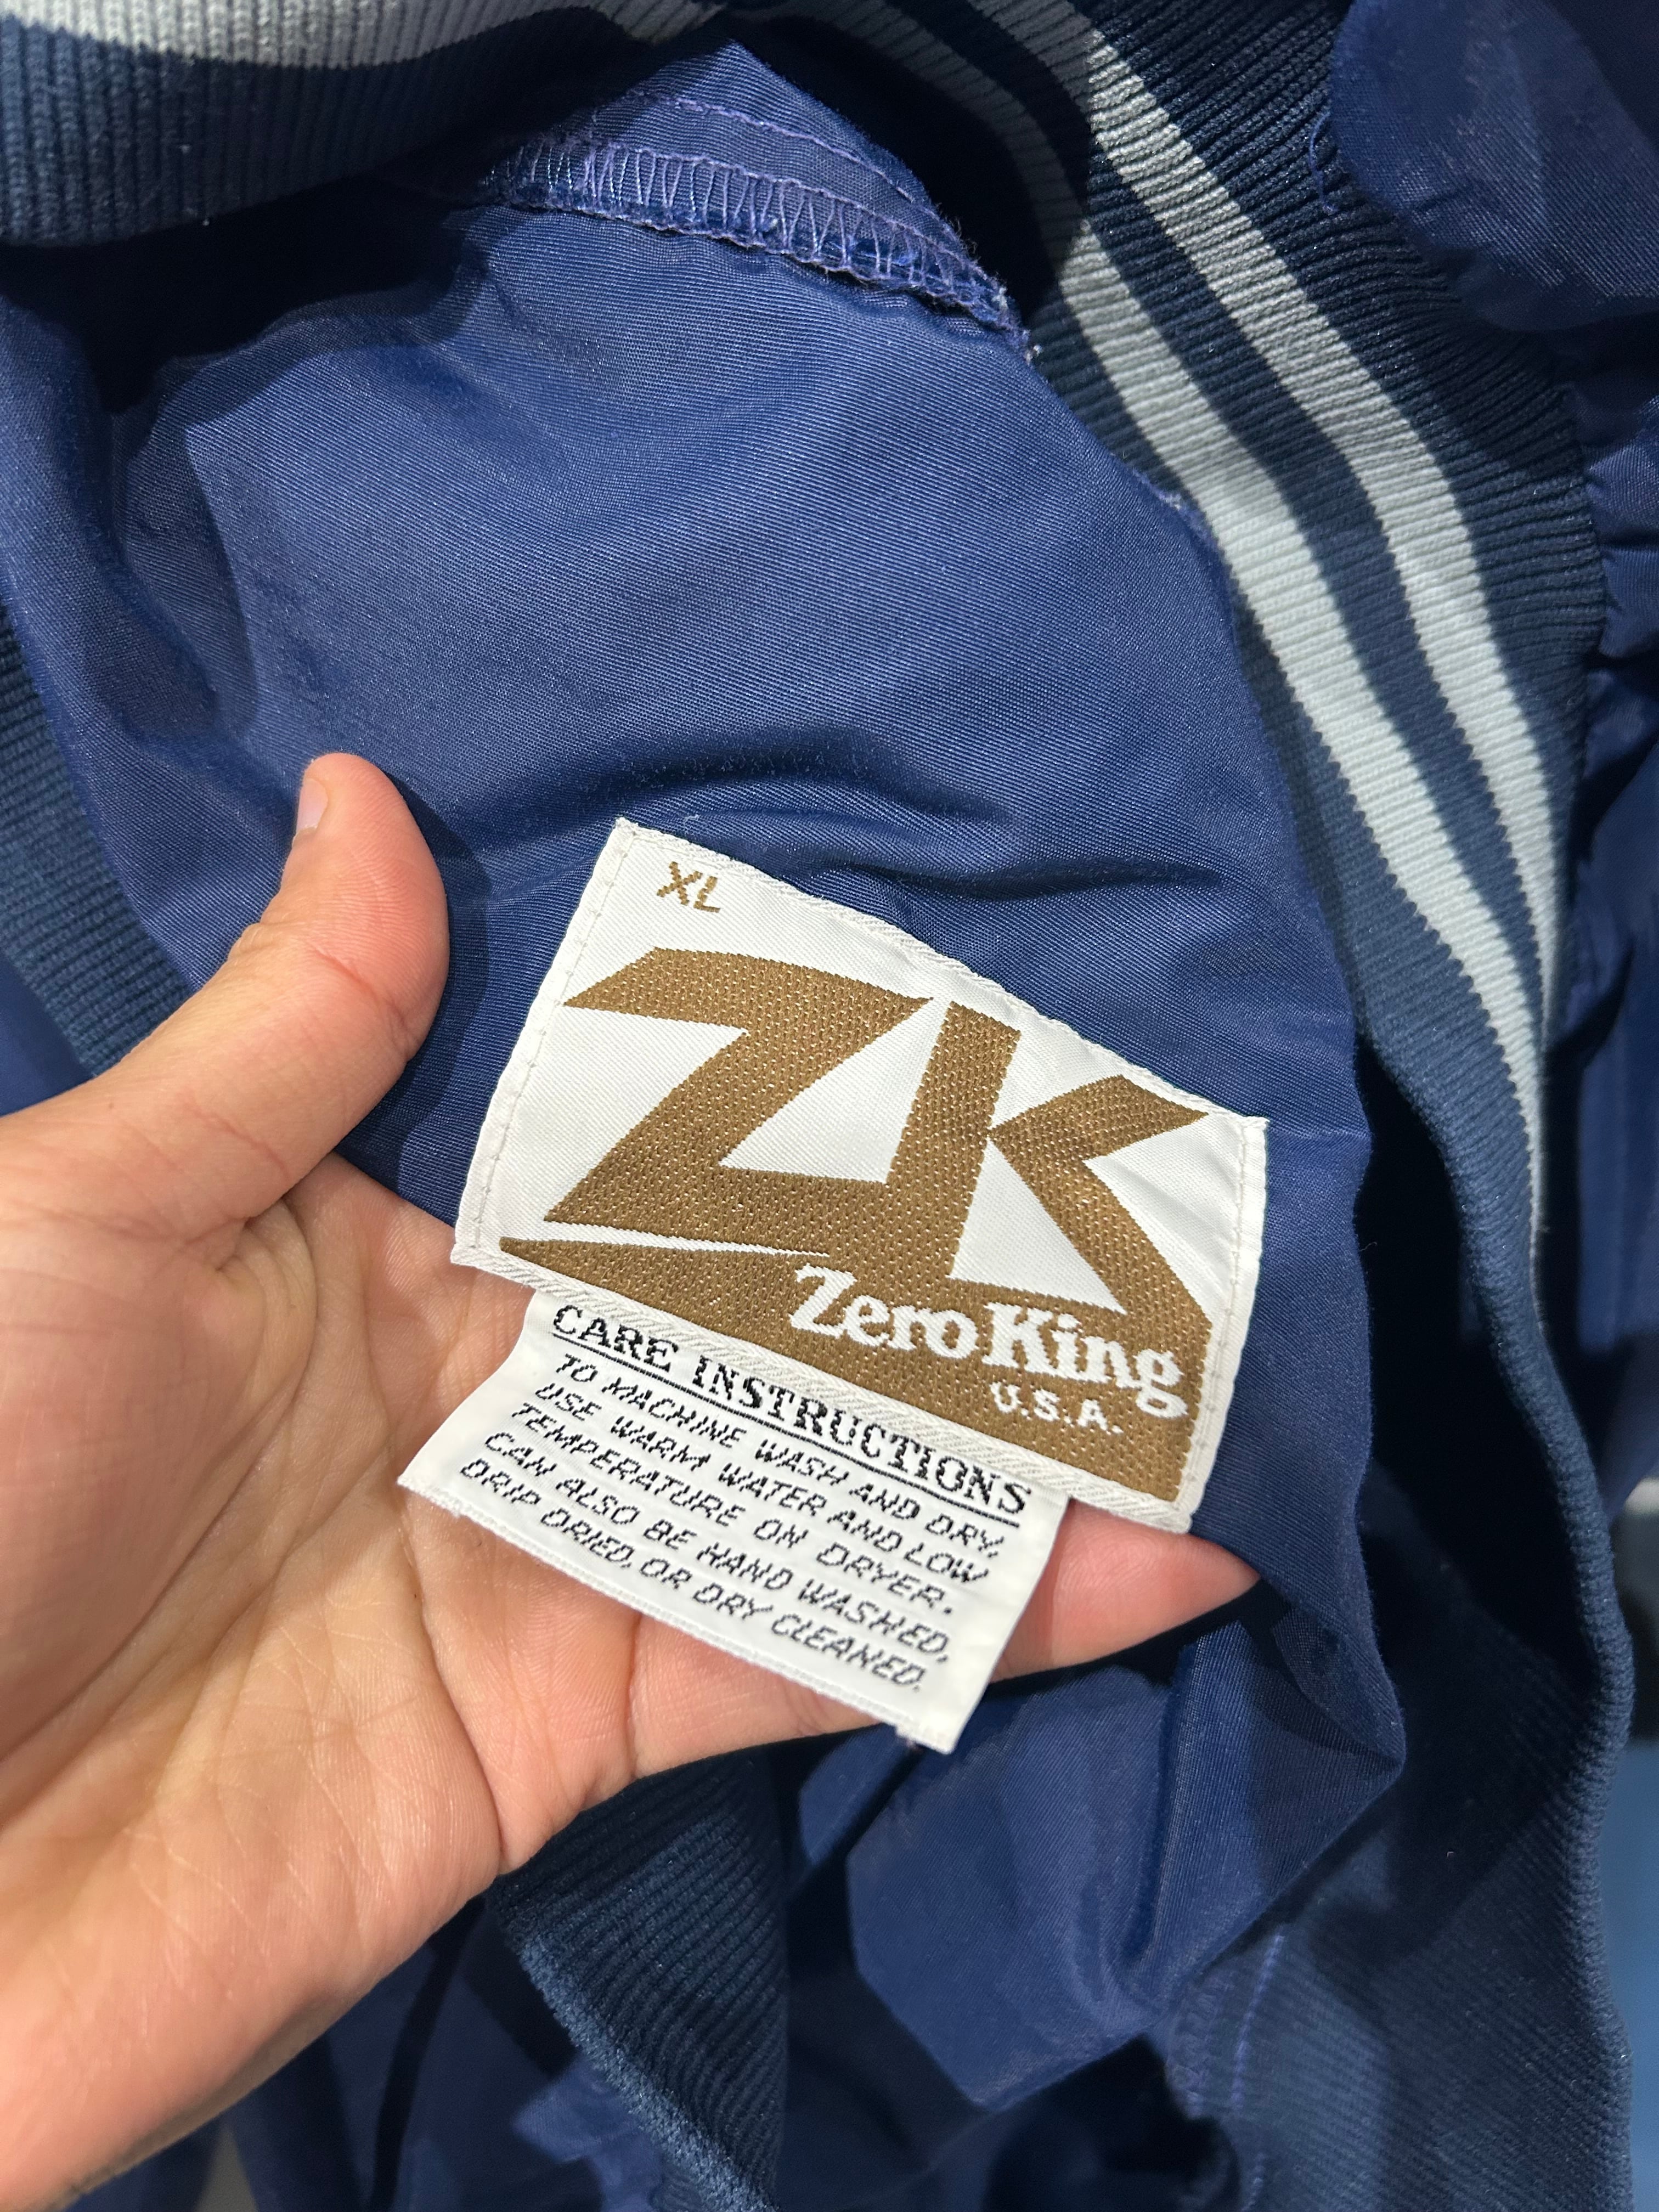 XL
ZK
Zero King
U.S.A.
CARE INSTRUCTIONS
TO MACHINE WASH AND DRY,
USE WARM WATER AND LOW
TEMPERATURE ON DRYER.
CAN ALSO BE HAND WASHED,
DRIP DRIED, OR DRY CLEANED.